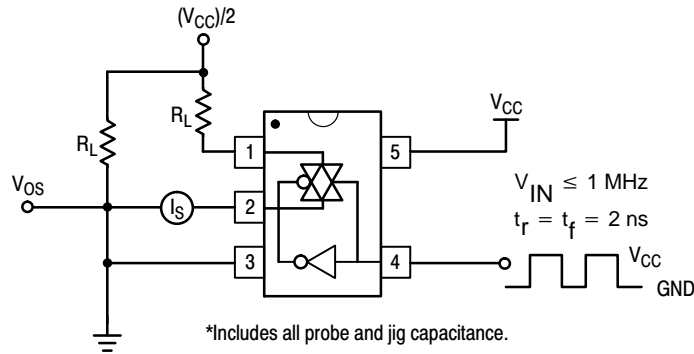 (VCC)/2
RL
RL
VCC
1
5
VOS
IS
2
VIN ≤ 1 MHz
tr = tf = 2 ns
3
4
VCC
GND
*Includes all probe and jig capacitance.